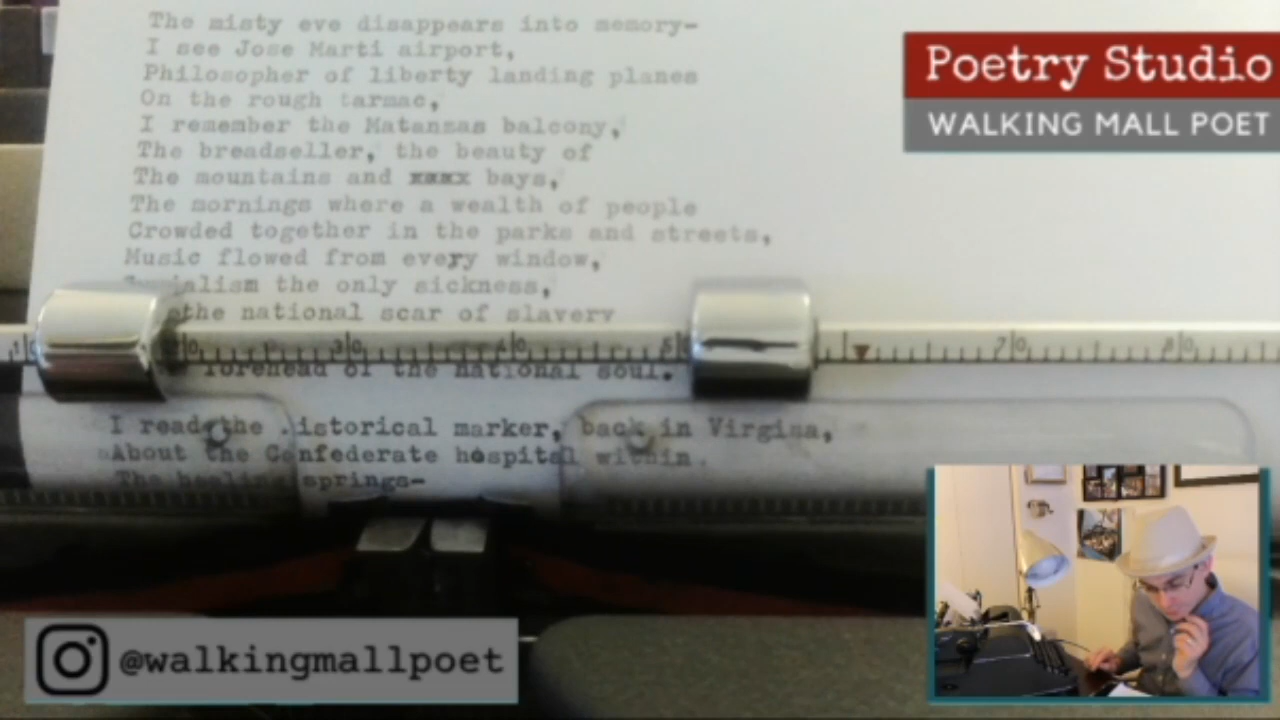 The misty eve disappears into memory-
I see Jose Marti airport,
Philosopher of liberty landing planes
On the rough tarmac,
I remember the Matanzas balcony,
The breadseller, the beauty of
The mountains and xxxx bays,
The mornings where a wealth of people
Crowded together in the parks and streets,
Music flowed from every window,
the only sickness,
the national scar of slavery
forehead of the national soul.
I read the marker, back in Virgina,
About the Confederate hospital within
The healing springs-
Poetry Studio
WALKING MALL POET
@walkingmallpoet